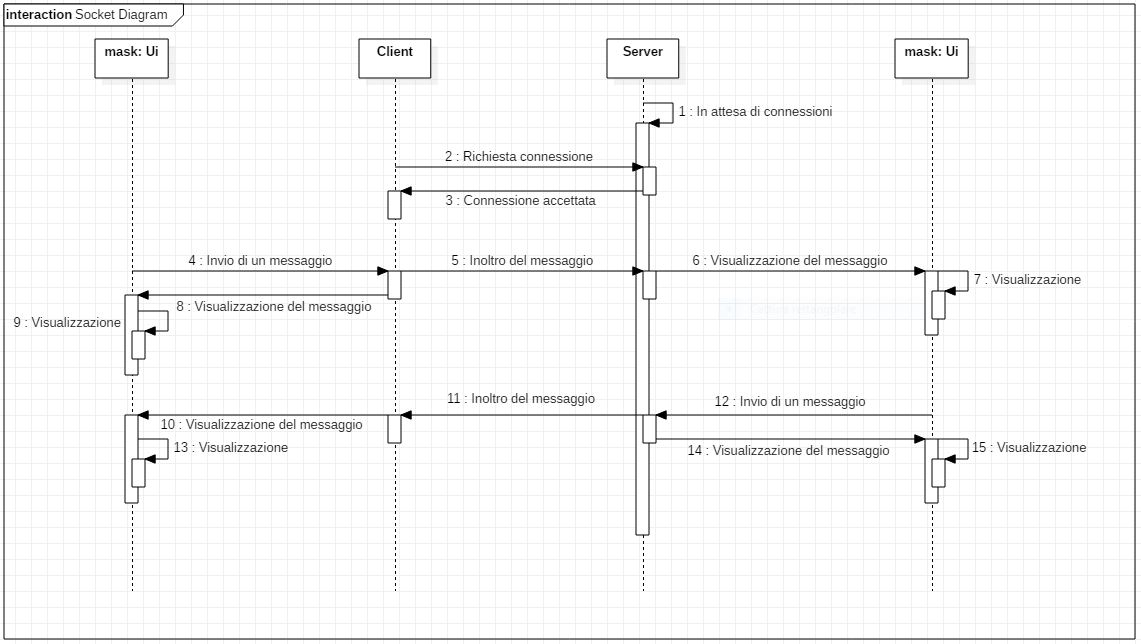 interaction Socket Diagram
mask: Ui
Client
Server
mask: Ui
1 : In attesa di connessioni
2 : Richiesta connessione
3 : Connessione accettata
4 : Invio di un messaggio
5 : Inoltro del messaggio
6 : Visualizzazione del messaggio
7 : Visualizzazione
8 : Visualizzazione del messaggio
9 : Visualizzazione
11 : Inoltro del messaggio
12 : Invio di un messaggio
10 : Visualizzazione del messaggio
13 : Visualizzazione
14 : Visualizzazione del messaggio
15 : Visualizzazione